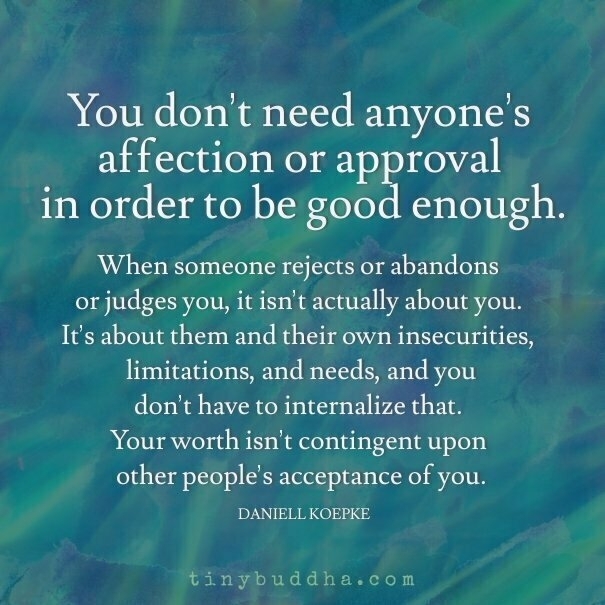 You don't need anyone's
affection or approval
in order to be good enough.
When someone rejects or abandons
or judges you, it isn't actually about you.
It's about them and their own insecurities,
limitations, and needs, and you
don't have to internalize that.
Your worth isn't contingent upon
other people's acceptance of you.
DANIELL KOEPKE
tinybuddha.com